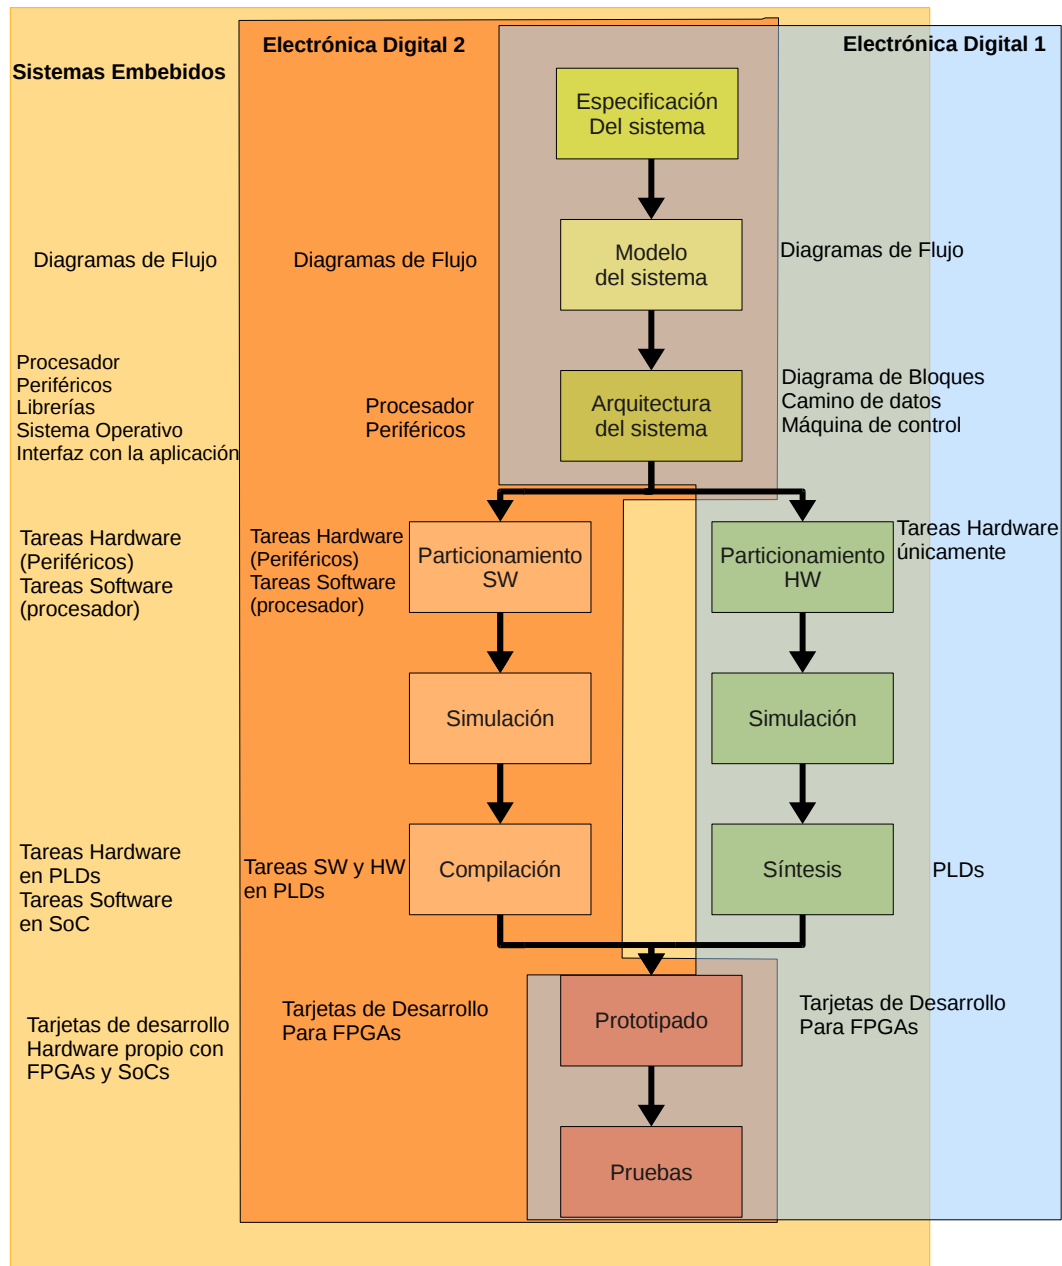 Electrónica Digital 2
Electrónica Digital 1
Sistemas Embebidos
Especificación
Del sistema
Diagramas de Flujo
Diagramas de Flujo
Modelo
del sistema
Diagramas de Flujo
Procesador
Periféricos
Librerías
Sistema Operativo
Interfaz con la aplicación
Procesador
Periféricos
Arquitectura
del sistema
Diagrama de Bloques
Camino de datos
Máquina de control
Tareas Hardware
(Periféricos)
Tareas Software
(procesador)
Tareas Hardware
(Periféricos)
Tareas Software
(procesador)
Particionamiento
SW
Particionamiento
HW
Tareas Hardware
únicamente
Simulación
Simulación
Tareas Hardware
en PLDs
Tareas Software
en SoC
Tareas SW y HW
en PLDs
Compilación
Síntesis
PLDs
Tarjetas de desarrollo
Hardware propio con
FPGAs y SoCs
Tarjetas de Desarrollo
Para FPGAs
Prototipado
Tarjetas de Desarrollo
Para FPGAs
Pruebas